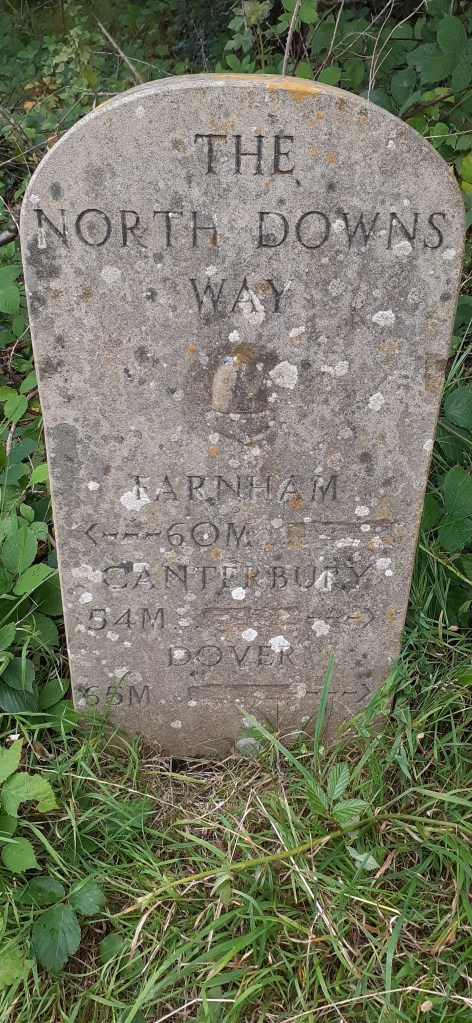 THE
NORTH DOWNS
WAY
FARNHAM
<---60M
CANTERBURY
54M --->
DOVER
65M --->